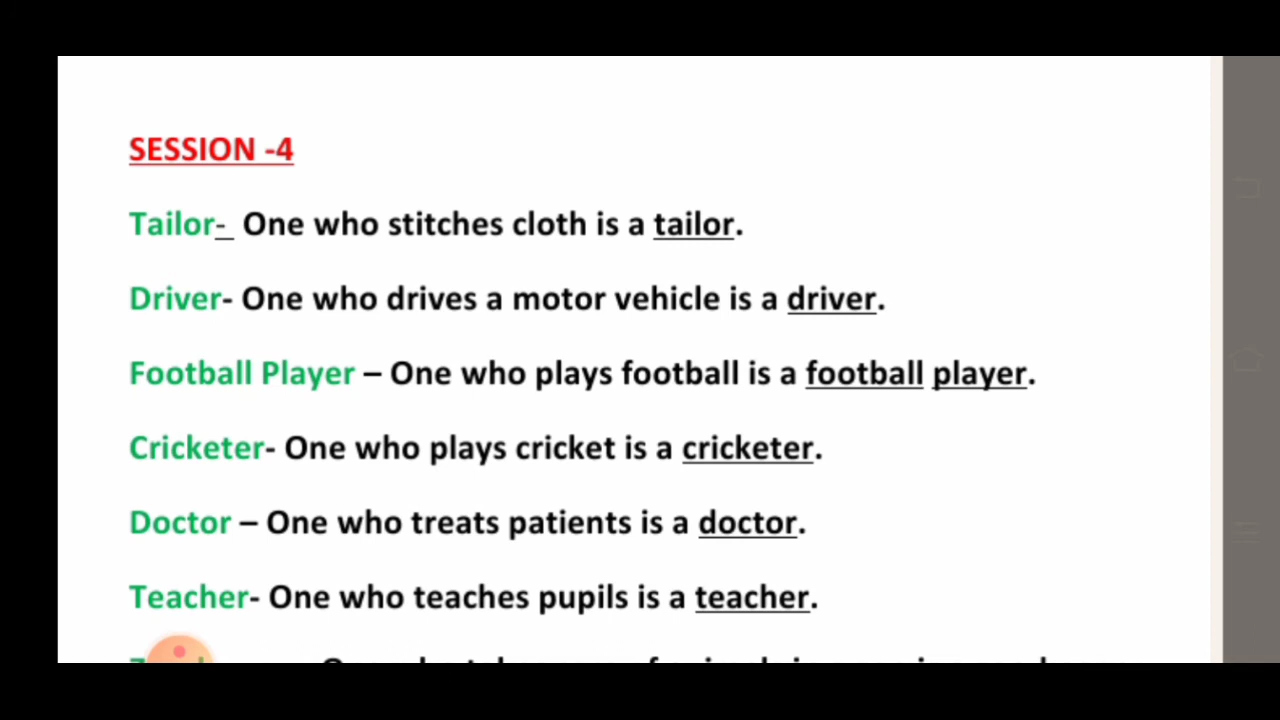 SESSION -4
Tailor-_ One who stitches cloth is a tailor.
Driver- One who drives a motor vehicle is a driver.
Football Player – One who plays football is a football player.
Cricketer- One who plays cricket is a cricketer.
Doctor – One who treats patients is a doctor.
Teacher- One who teaches pupils is a teacher.